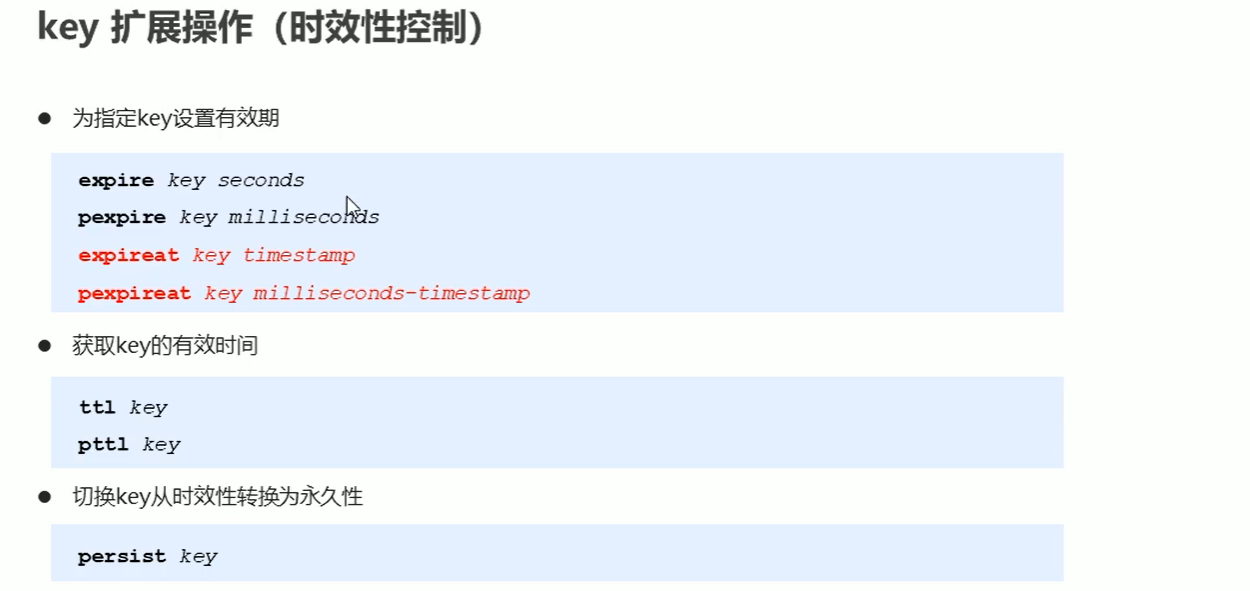 key 扩展操作（时效性控制）
● 为指定key设置有效期
expire key seconds
pexpire key milliseconds
expireat key timestamp
pexpireat key milliseconds-timestamp
● 获取key的有效时间
ttl key
pttl key
● 切换key从时效性转换为永久性
persist key